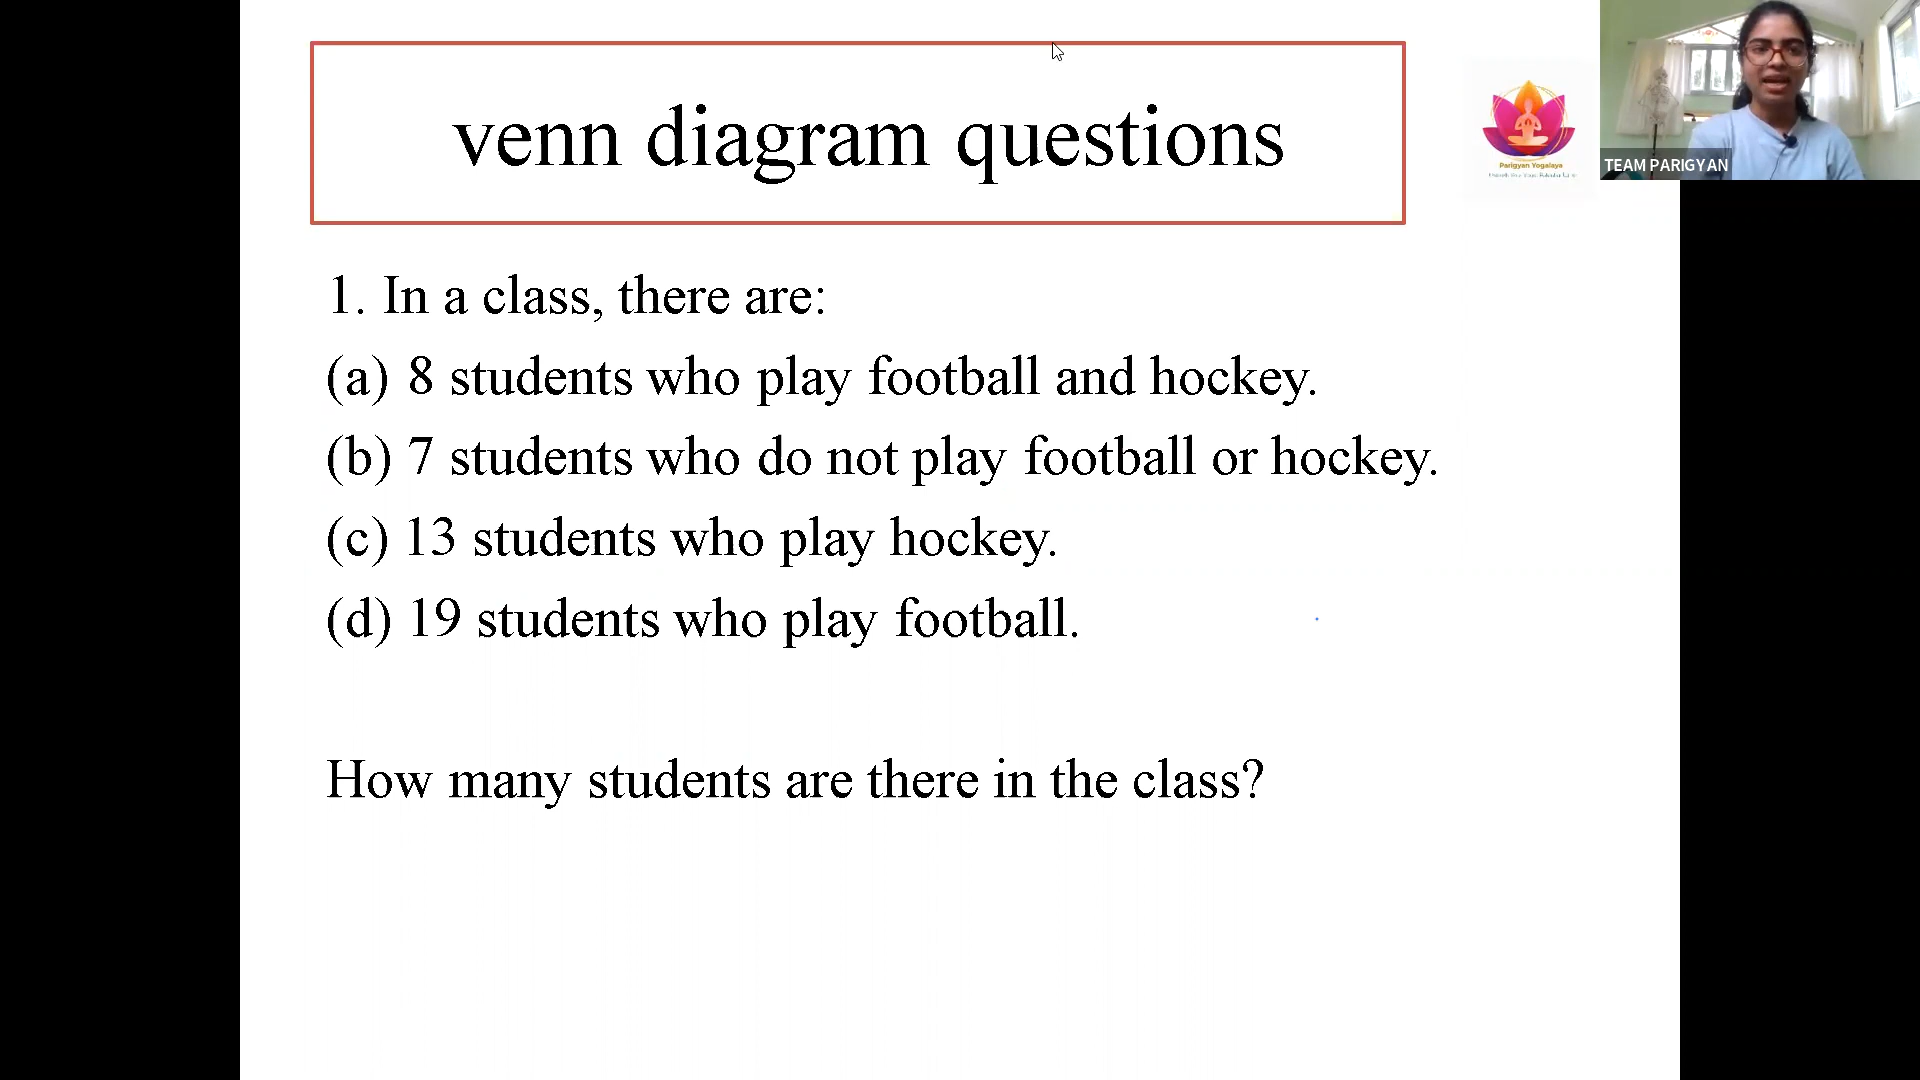 venn diagram questions
Parigyan Yogalaya
TEAM PARIGYAN
1. In a class, there are:
(a) 8 students who play football and hockey.
(b) 7 students who do not play football or hockey.
(c) 13 students who play hockey.
(d) 19 students who play football.
How many students are there in the class?